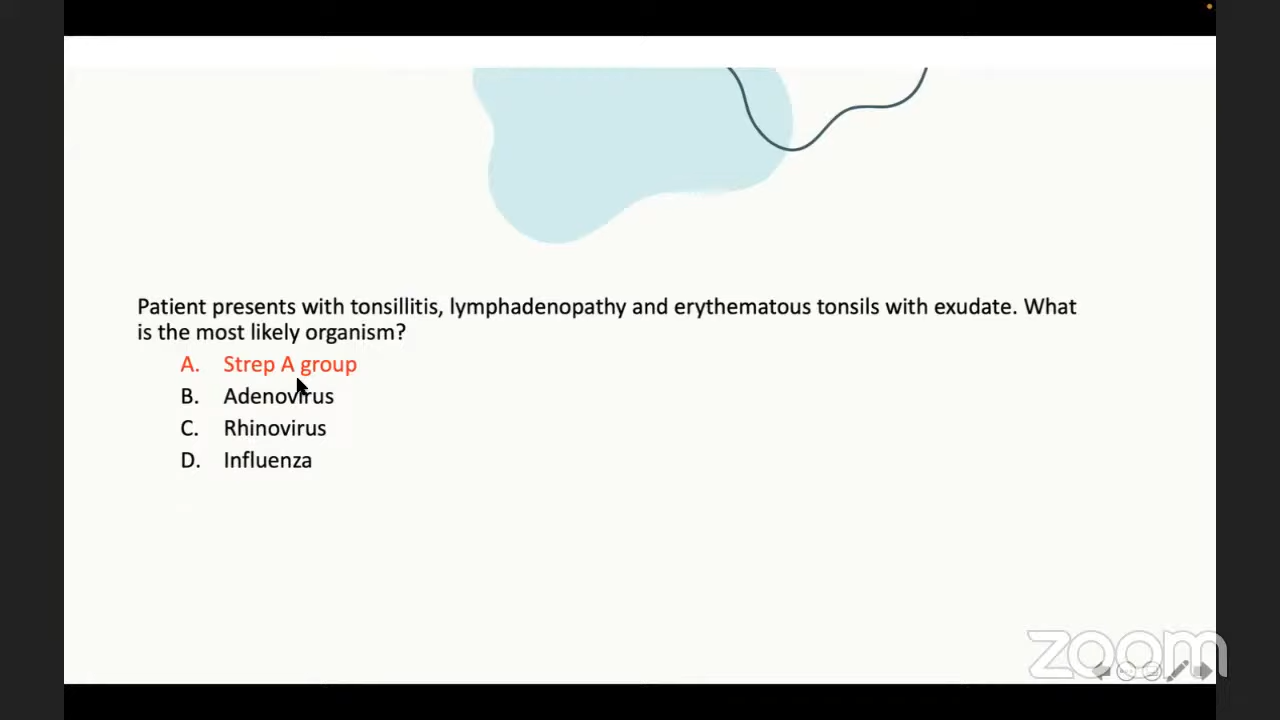 Patient presents with tonsillitis, lymphadenopathy and erythematous tonsils with exudate. What
is the most likely organism?
A. Strep A group
B. Adenovirus
C. Rhinovirus
D. Influenza
zoom